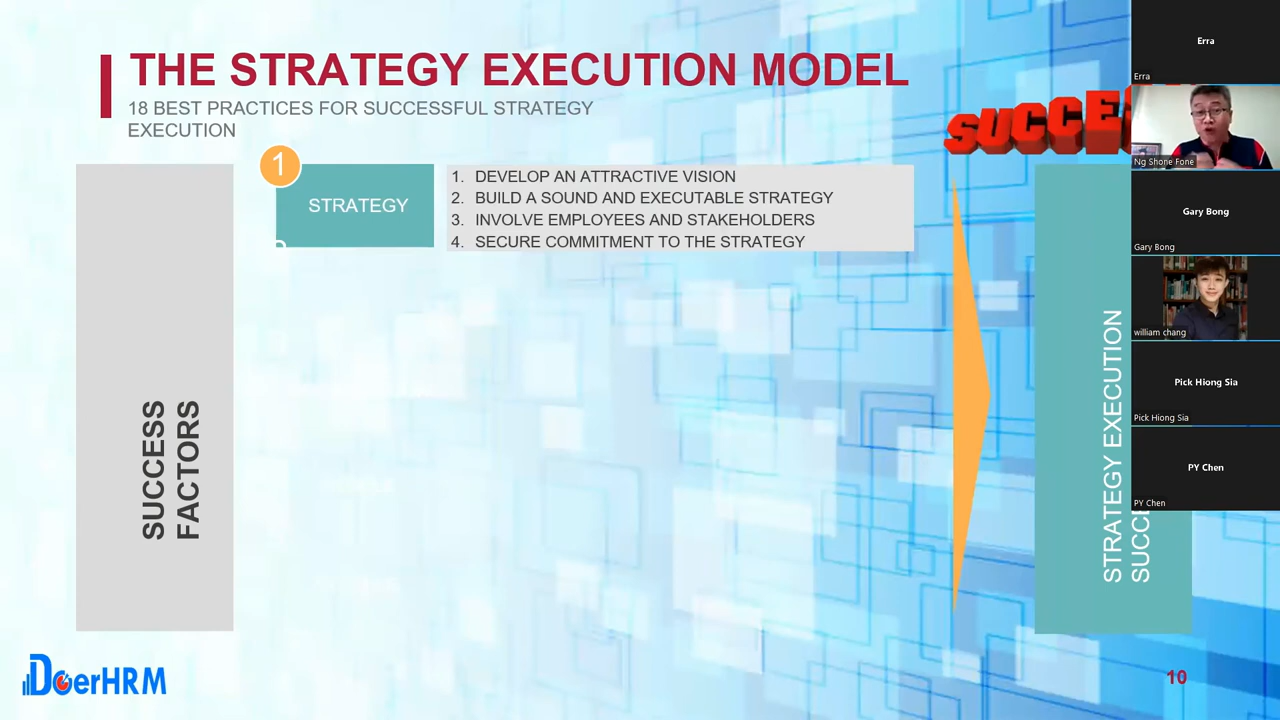 THE STRATEGY EXECUTION MODEL
18 BEST PRACTICES FOR SUCCESSFUL STRATEGY
EXECUTION
SUCCE
1
STRATEGY
1. DEVELOP AN ATTRACTIVE VISION
2. BUILD A SOUND AND EXECUTABLE STRATEGY
3. INVOLVE EMPLOYEES AND STAKEHOLDERS
4. SECURE COMMITMENT TO THE STRATEGY
SUCCESS
FACTORS
STRATEGY EXECUTION
SUCCE
DoerHRM
10
Erra
Erra
Ng Shone Fone
Gary Bong
Gary Bong
william chang
Pick Hiong Sia
Pick Hiong Sia
PY Chen
PY Chen